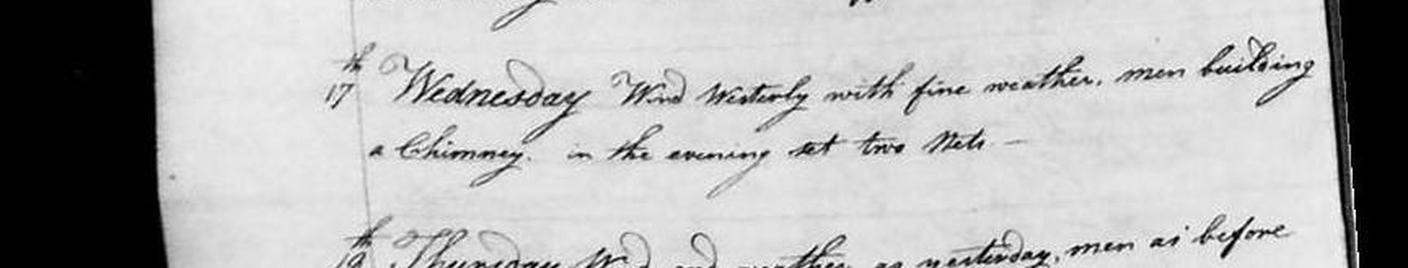 17th Wednesday Wind Westerly with fine weather. men building
a Chimney. in the evening set two Nets —
18th Thursday Wind and weather as yesterday, men as before